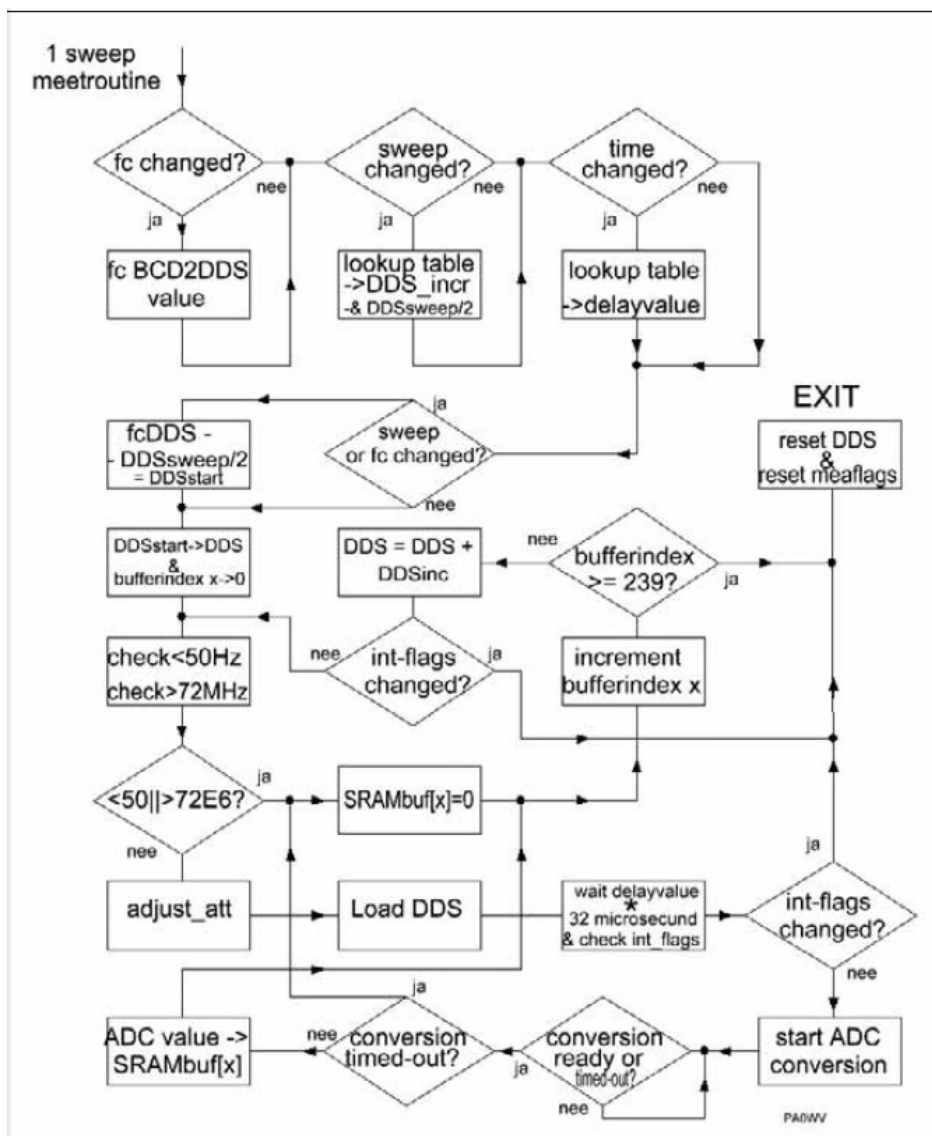 1 sweep
meetroutine
fc changed?
nee
ja
sweep
changed?
nee
ja
time
changed?
nee
ja
fc BCD2DDS
value
lookup table
->DDS_incr
-& DDSsweep/2
lookup table
->delayvalue
fcDDS -
- DDSsweep/2
= DDSstart
ja
sweep
or fc changed?
nee
EXIT
reset DDS
&
reset meaflags
DDSstart->DDS
&
bufferindex x->0
DDS = DDS +
DDSinc
nee
bufferindex
>= 239?
ja
check<50Hz
check>72MHz
nee
int-flags
changed?
ja
increment
bufferindex x
<50||>72E6?
ja
nee
SRAMbuf[x]=0
adjust_att
Load DDS
wait delayvalue
*
32 microsecund
& check int_flags
ja
int-flags
changed?
nee
ADC value ->
SRAMbuf[x]
nee
ja
conversion
timed-out?
ja
conversion
ready or
timed-out?
nee
start ADC
conversion
PA0WV